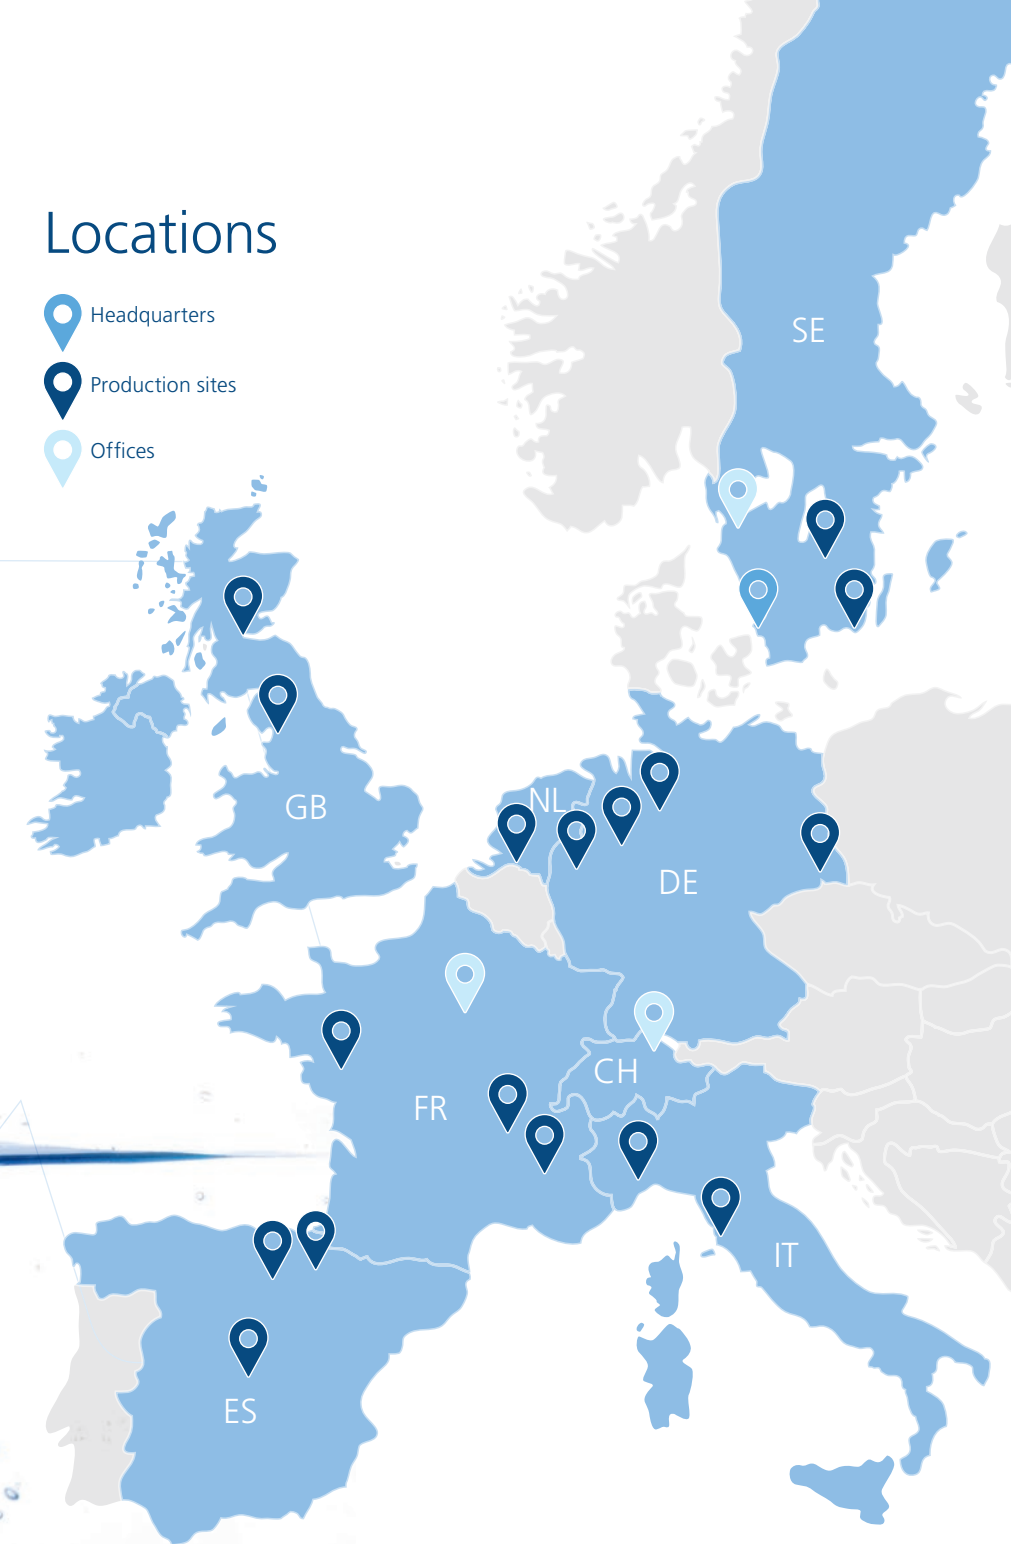 Locations
Headquarters
Production sites
Offices
SE
GB
NL
DE
CH
FR
IT
ES